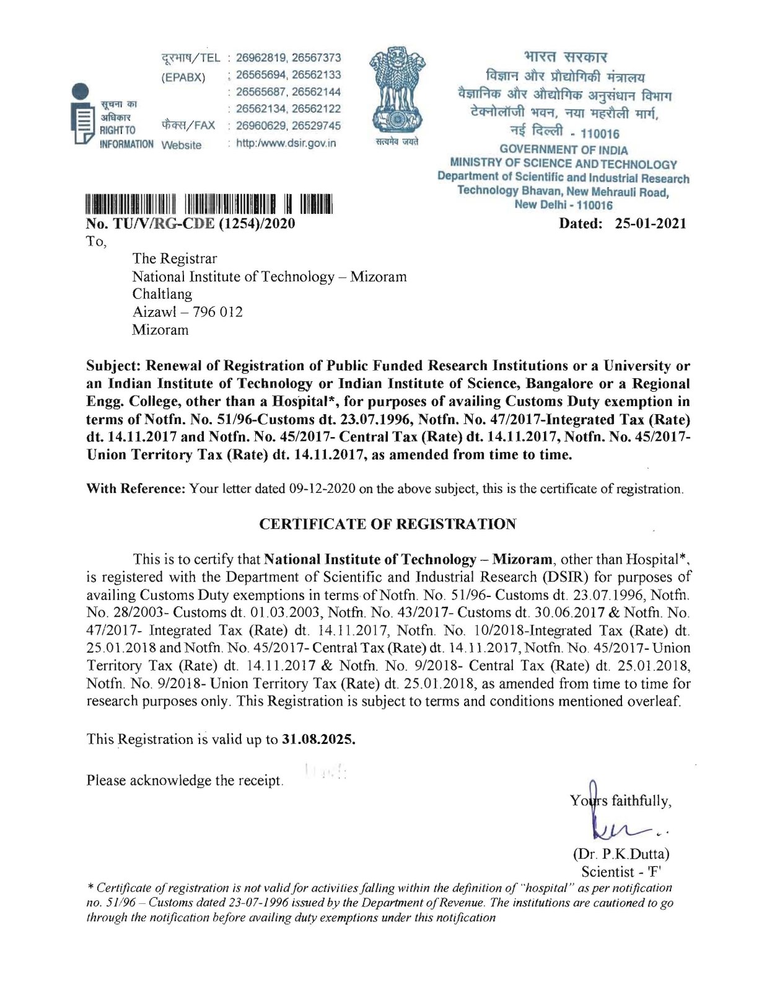 दूरभाष/TEL : 26962819, 26567373
(EPABX) : 26565694, 26562133
: 26565687, 26562144
: 26562134, 26562122
फैक्स/FAX : 26960629, 26529745
Website : http:/www.dsir.gov.in
सूचना का
अधिकार
RIGHT TO
INFORMATION
सत्यमेव जयते
भारत सरकार
विज्ञान और प्रौद्योगिकी मंत्रालय
वैज्ञानिक और औद्योगिक अनुसंधान विभाग
टेक्नोलॉजी भवन, नया महरौली मार्ग,
नई दिल्ली - 110016
GOVERNMENT OF INDIA
MINISTRY OF SCIENCE AND TECHNOLOGY
Department of Scientific and Industrial Research
Technology Bhavan, New Mehrauli Road,
New Delhi - 110016
No. TU/V/RG-CDE (1254)/2020 Dated: 25-01-2021
To,
The Registrar
National Institute of Technology – Mizoram
Chaltlang
Aizawl – 796 012
Mizoram
Subject: Renewal of Registration of Public Funded Research Institutions or a University or
an Indian Institute of Technology or Indian Institute of Science, Bangalore or a Regional
Engg. College, other than a Hospital*, for purposes of availing Customs Duty exemption in
terms of Notfn. No. 51/96-Customs dt. 23.07.1996, Notfn. No. 47/2017-Integrated Tax (Rate)
dt. 14.11.2017 and Notfn. No. 45/2017- Central Tax (Rate) dt. 14.11.2017, Notfn. No. 45/2017-
Union Territory Tax (Rate) dt. 14.11.2017, as amended from time to time.
With Reference: Your letter dated 09-12-2020 on the above subject, this is the certificate of registration.
CERTIFICATE OF REGISTRATION
This is to certify that National Institute of Technology – Mizoram, other than Hospital*,
is registered with the Department of Scientific and Industrial Research (DSIR) for purposes of
availing Customs Duty exemptions in terms of Notfn. No. 51/96- Customs dt. 23.07.1996, Notfn.
No. 28/2003- Customs dt. 01.03.2003, Notfn. No. 43/2017- Customs dt. 30.06.2017 & Notfn. No.
47/2017- Integrated Tax (Rate) dt. 14.11.2017, Notfn. No. 10/2018-Integrated Tax (Rate) dt.
25.01.2018 and Notfn. No. 45/2017- Central Tax (Rate) dt. 14.11.2017, Notfn. No. 45/2017- Union
Territory Tax (Rate) dt. 14.11.2017 & Notfn. No. 9/2018- Central Tax (Rate) dt. 25.01.2018,
Notfn. No. 9/2018- Union Territory Tax (Rate) dt. 25.01.2018, as amended from time to time for
research purposes only. This Registration is subject to terms and conditions mentioned overleaf.
This Registration is valid up to 31.08.2025.
Please acknowledge the receipt.
Yours faithfully,
(Dr. P.K.Dutta)
Scientist - 'F'
* Certificate of registration is not valid for activities falling within the definition of "hospital" as per notification
no. 51/96 – Customs dated 23-07-1996 issued by the Department of Revenue. The institutions are cautioned to go
through the notification before availing duty exemptions under this notification